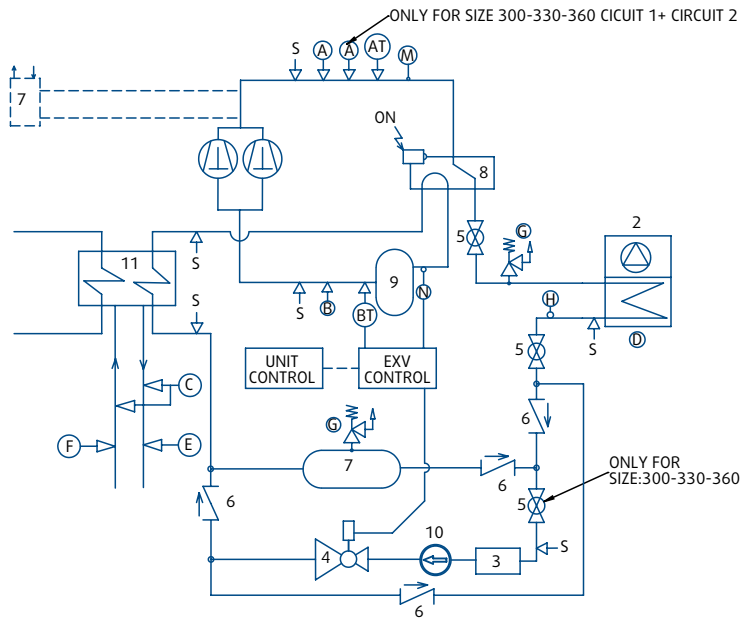 ONLY FOR SIZE 300-330-360 CICUIT 1+ CIRCUIT 2
S
A
A
AT
M
7
ON
8
5
G
2
11
S
9
S
B
BT
N
H
S
5
S
D
UNIT CONTROL
EXV CONTROL
C
F
E
G
7
6
6
6
ONLY FOR
SIZE:300-330-360
5
10
4
3
S
6